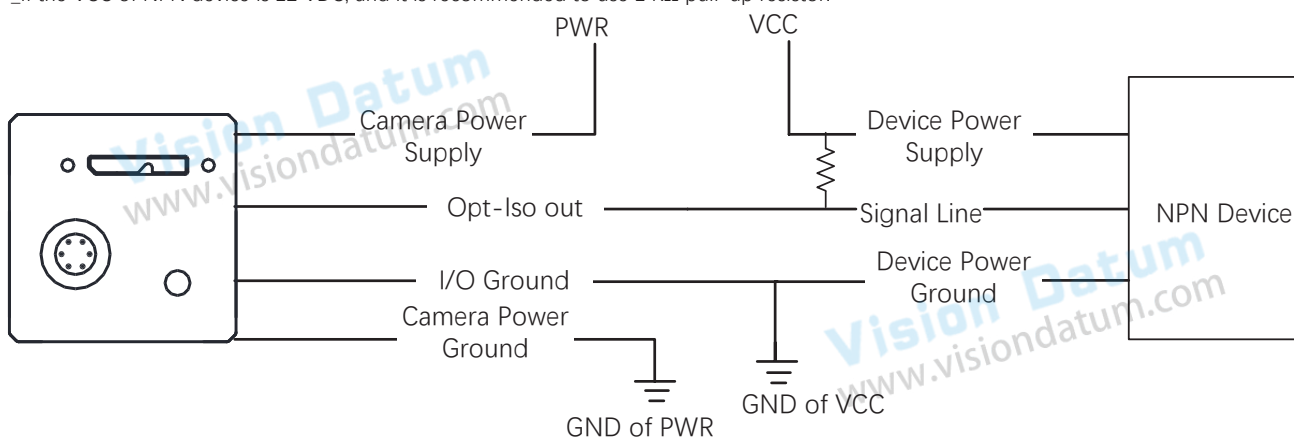 PWR
VCC
Camera Power
Supply
Device Power
Supply
Opt-Iso out
Signal Line
NPN Device
I/O Ground
Device Power
Ground
Camera Power
Ground
GND of PWR
GND of VCC
Vision Datum
www.visiondatum.com
Vision Datum
www.visiondatum.com